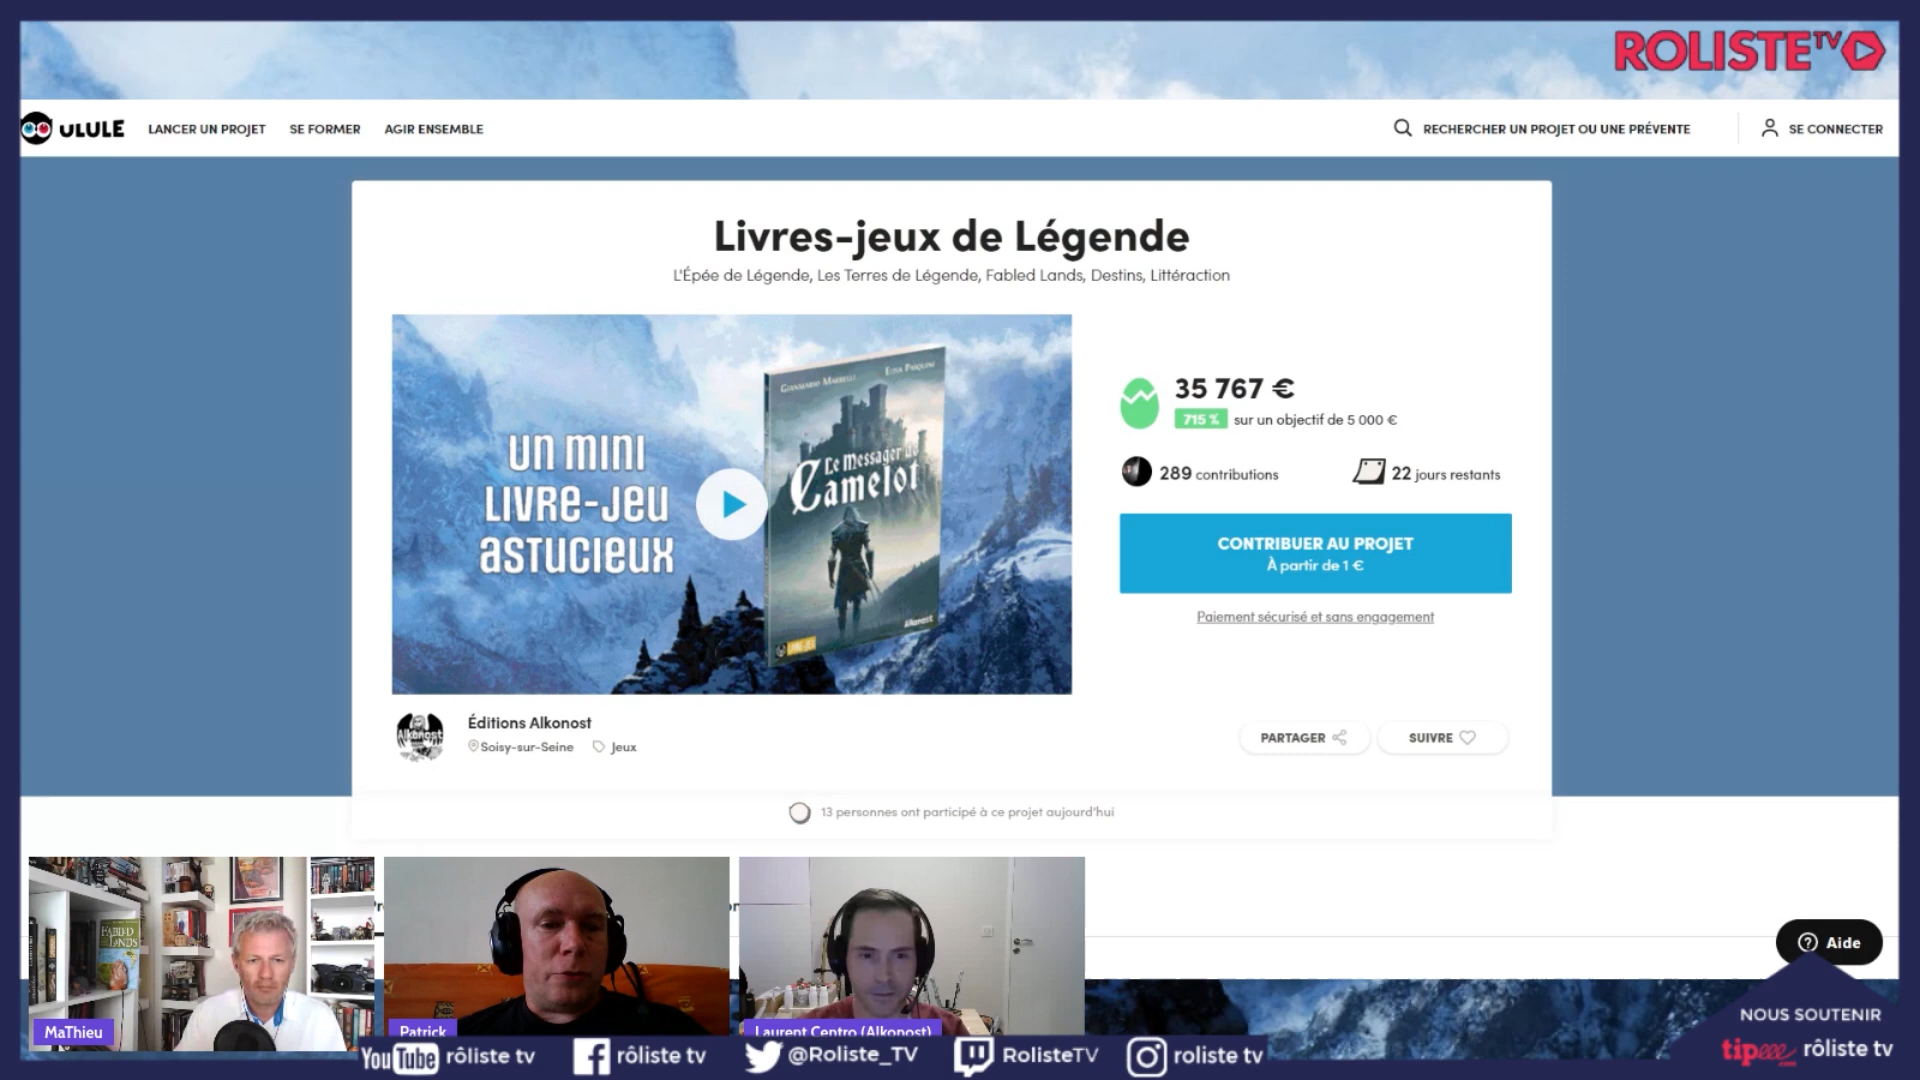 ROLISTE TV
ULULE
LANCER UN PROJET
SE FORMER
AGIR ENSEMBLE
RECHERCHER UN PROJET OU UNE PRÉVENTE
SE CONNECTER
Livres-jeux de Légende
L'Épée de Légende, Les Terres de Légende, Fabled Lands, Destins, Littéraction
UN MINI
LIVRE-JEU
ASTUCIEUX
Le Messager de
Camelot
Alkonost
35 767 €
715 % sur un objectif de 5 000 €
289 contributions
22 jours restants
CONTRIBUER AU PROJET
À partir de 1 €
Paiement sécurisé et sans engagement
Alkonost
Éditions Alkonost
Soisy-sur-Seine
Jeux
PARTAGER
SUIVRE
13 personnes ont participé à ce projet aujourd'hui
FABLED
LANDS
Aide
MaThieu
Patrick
Laurent Centro (Alkonost)
NOUS SOUTENIR
tipeee rôliste tv
YouTube rôliste tv
rôliste tv
@Roliste_TV
RolisteTV
roliste tv